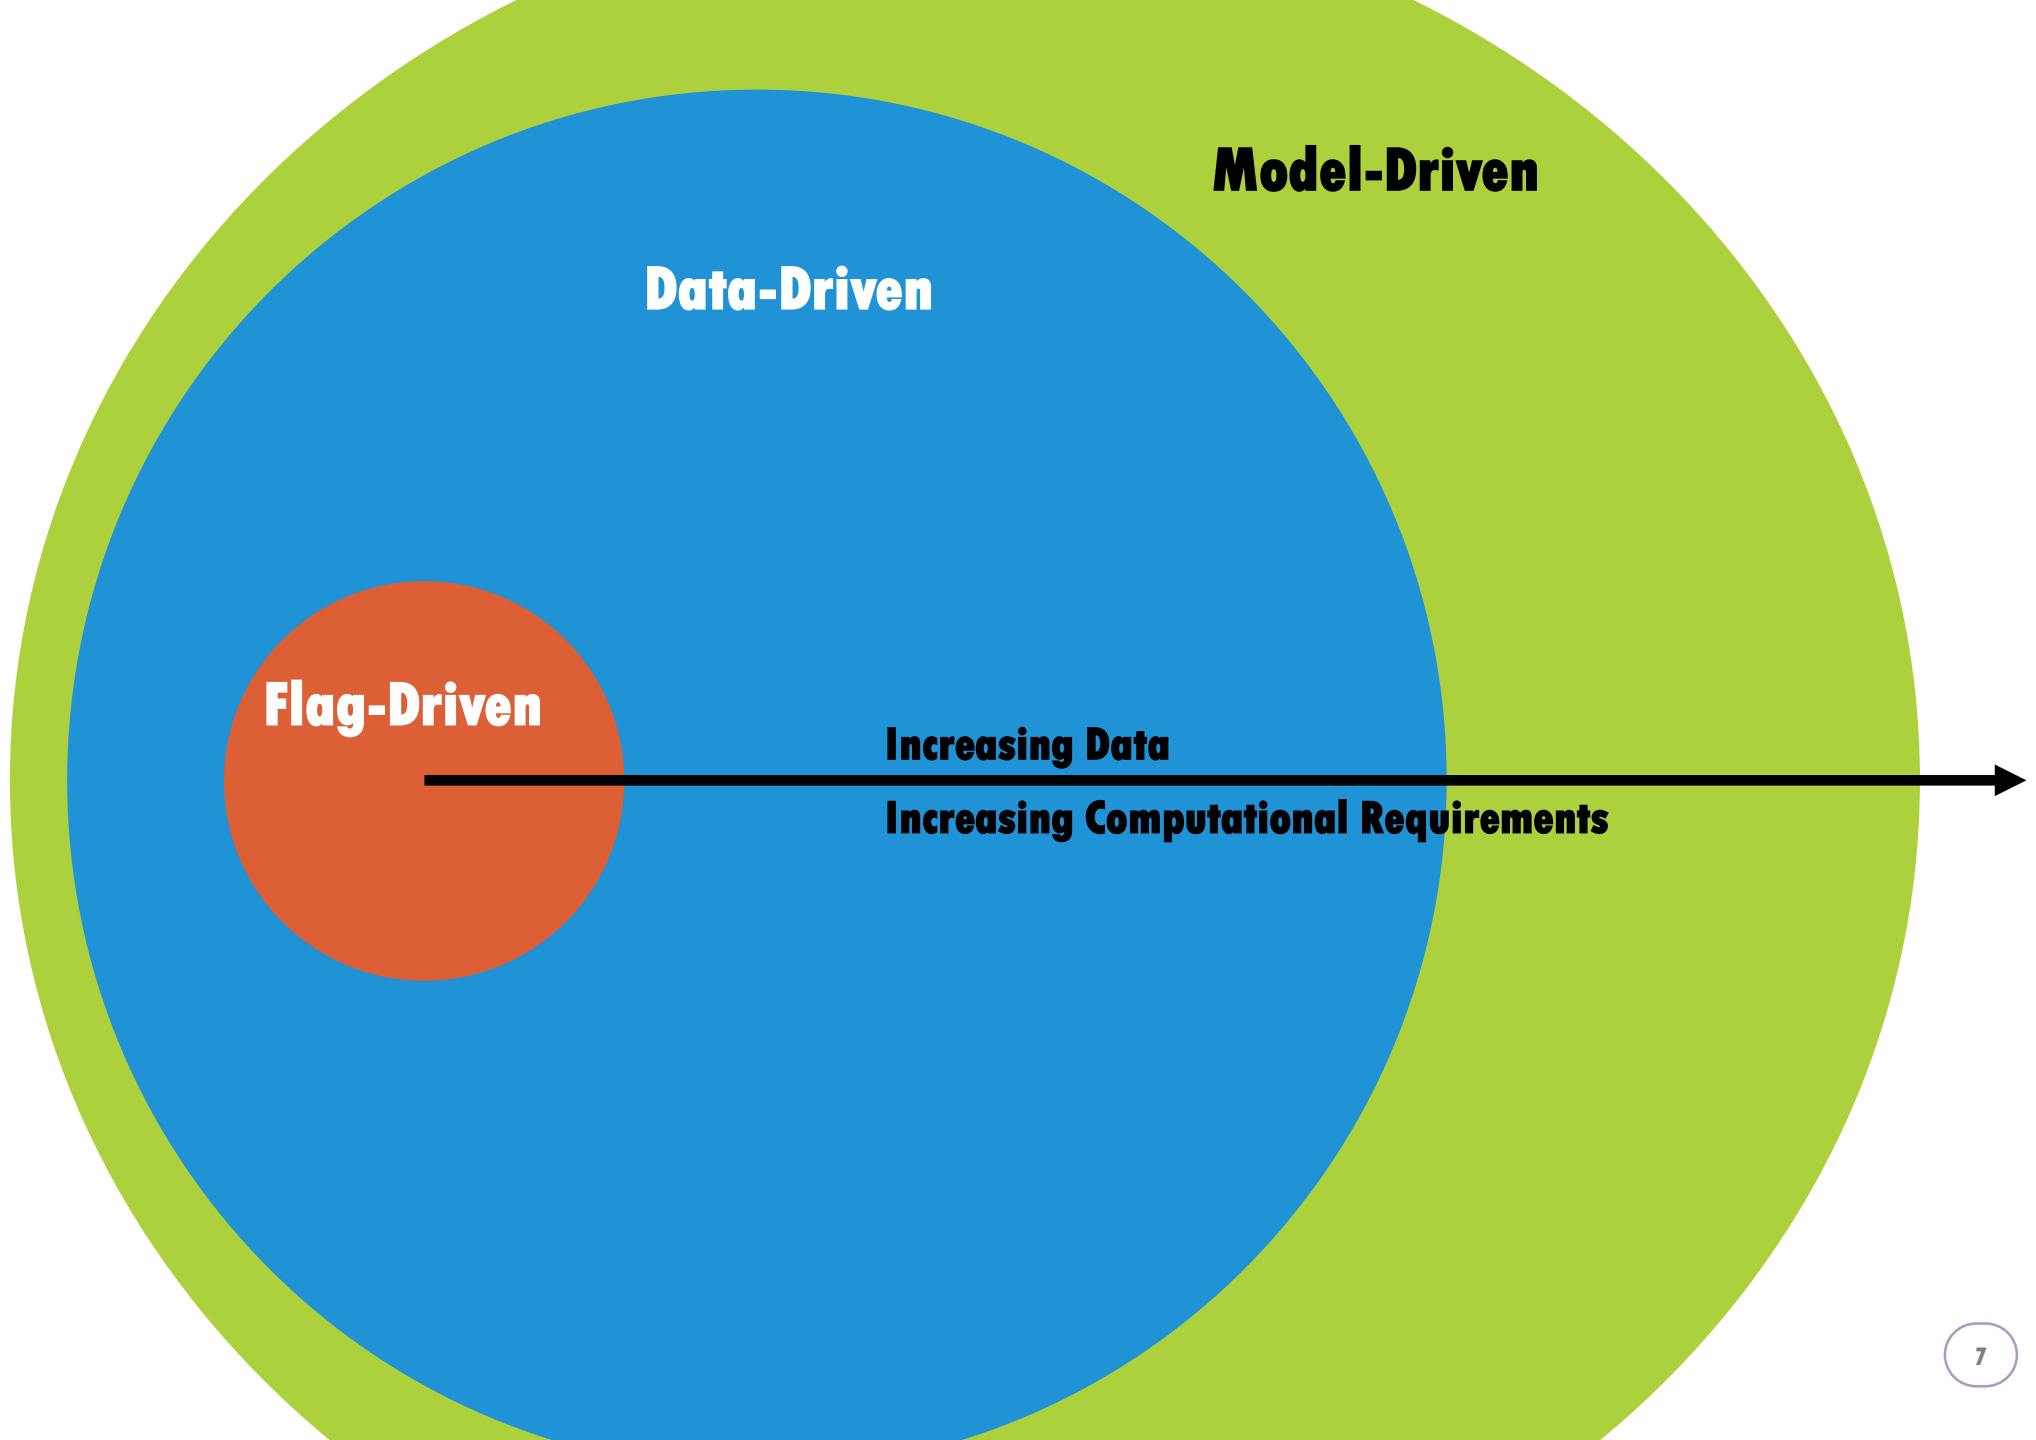 Model-Driven
Data-Driven
Flag-Driven
Increasing Data
Increasing Computational Requirements
7